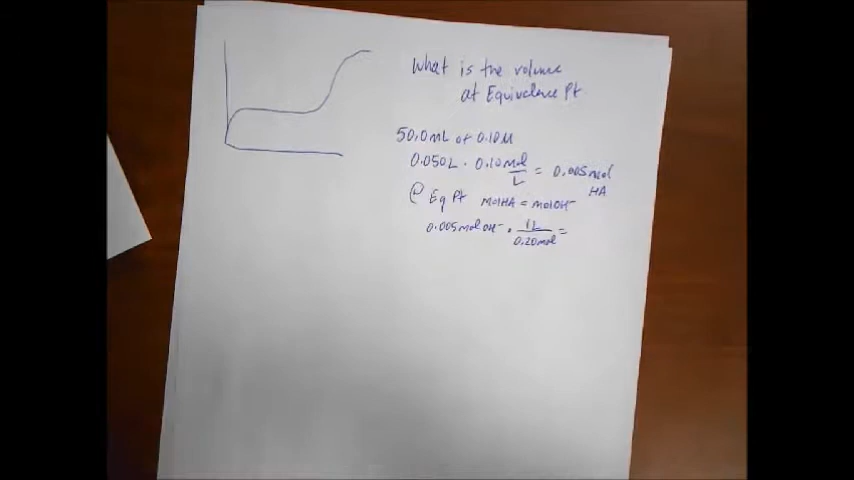 What is the volume
at Equivalence Pt
50.0mL of 0.10M
0.050L · 0.10mol/L = 0.005mol HA
@ Eq Pt molHA = molOH⁻
0.005mol OH⁻ · 1L/0.20mol =